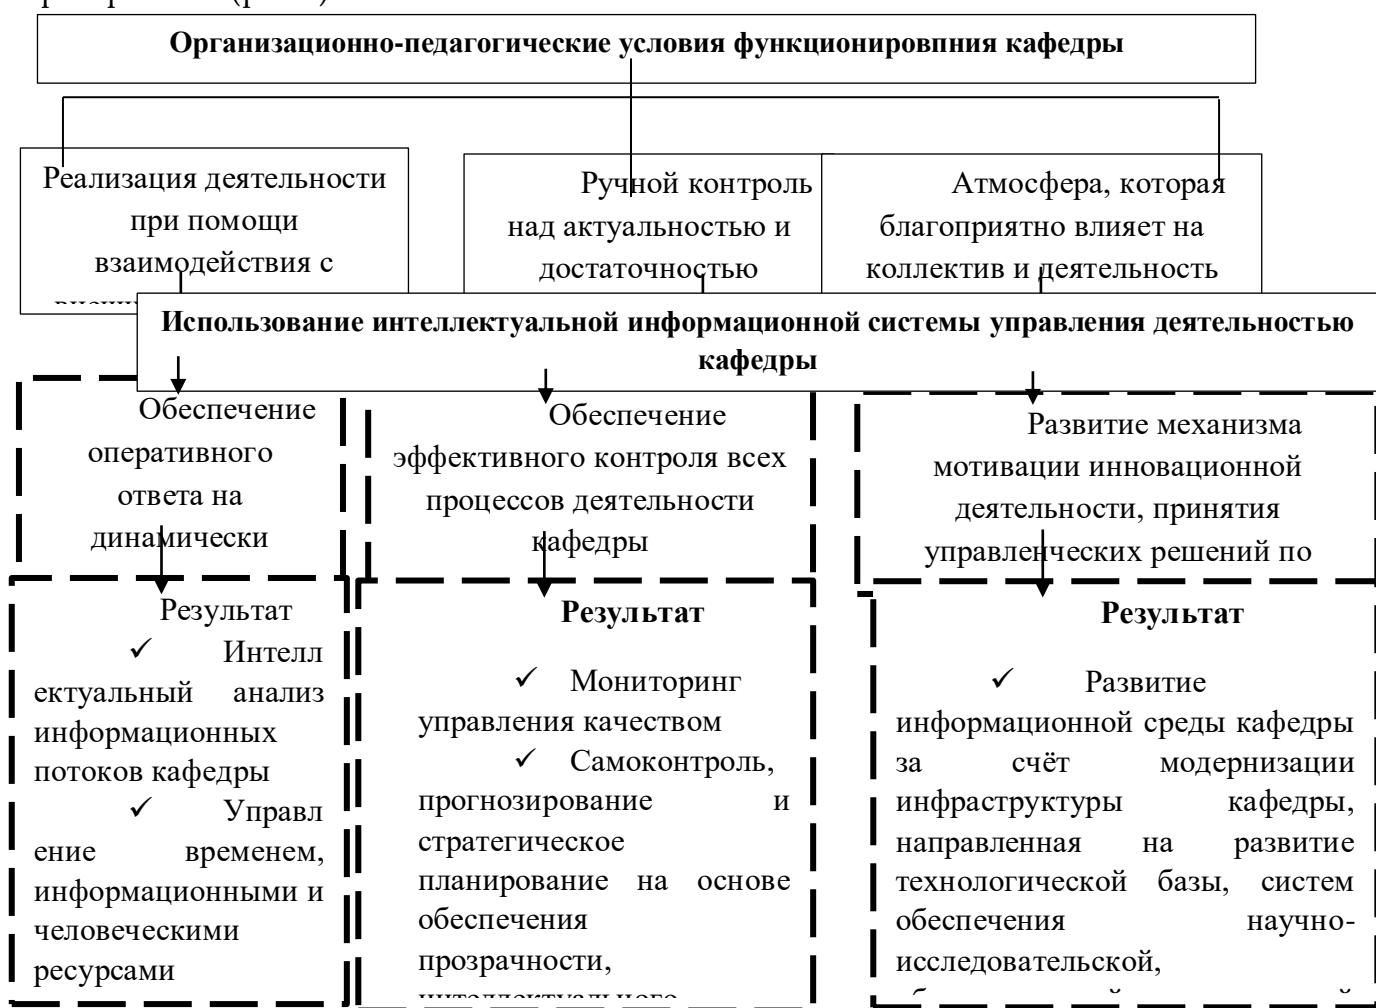 Организационно-педагогические условия функционировпния кафедры
Реализация деятельности
при помощи
взаимодействия с
Ручной контроль
над актуальностью и
достаточностью
Атмосфера, которая
благоприятно влияет на
коллектив и деятельность
Использование интеллектуальной информационной системы управления деятельностью
кафедры
Обеспечение
оперативного
ответа на
динамически
Обеспечение
эффективного контроля всех
процессов деятельности
кафедры
Развитие механизма
мотивации инновационной
деятельности, принятия
управленческих решений по
Результат
✓ Интелл
ектуальный анализ
информационных
потоков кафедры
✓ Управл
ение временем,
информационными и
человеческими
ресурсами
Результат
✓ Мониторинг
управления качеством
✓ Самоконтроль,
прогнозирование и
стратегическое
планирование на основе
обеспечения
прозрачности,
интеллектуального
Результат
✓ Развитие
информационной среды кафедры
за счёт модернизации
инфраструктуры кафедры,
направленная на развитие
технологической базы, систем
обеспечения научно-
исследовательской,